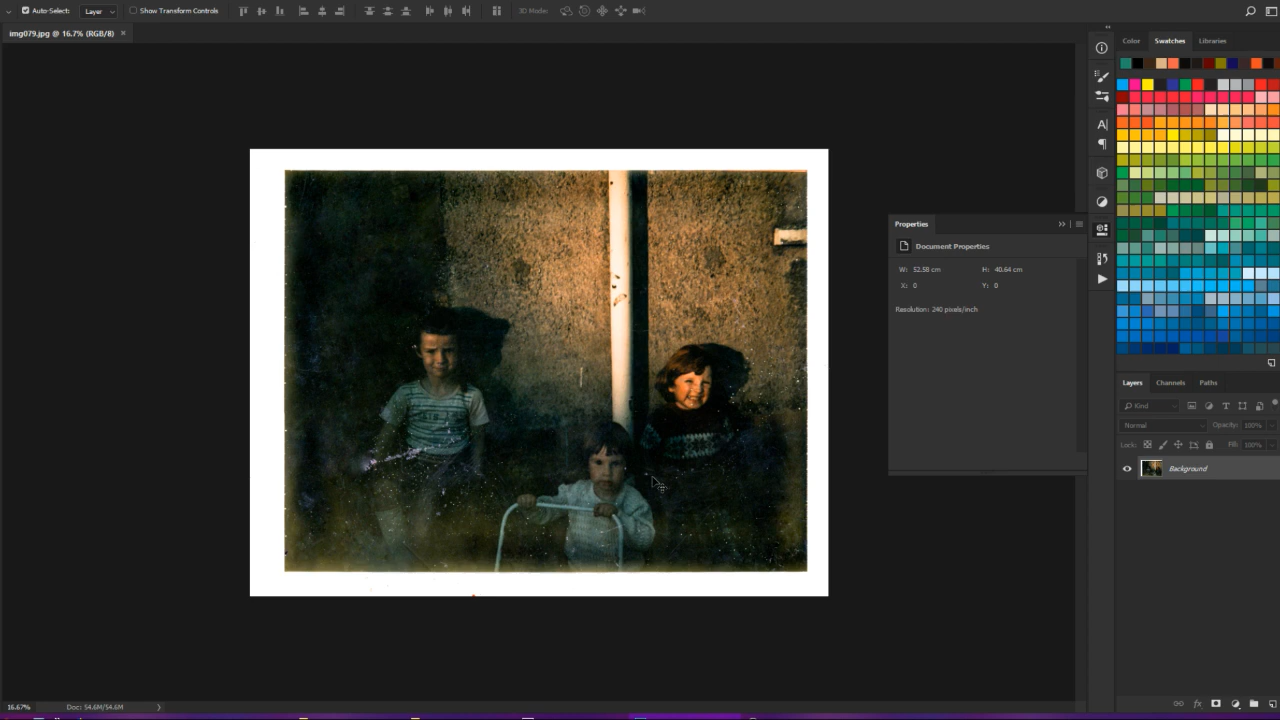 Auto-Select: Layer Show Transform Controls 3D Mode:
img079.jpg @ 16.7% (RGB/8) ×
Color Swatches Libraries
Properties
Document Properties
W: 52.58 cm H: 40.64 cm
X: 0 Y: 0
Resolution: 240 pixels/inch
Layers Channels Paths
Kind
Normal Opacity: 100%
Lock: Fill: 100%
Background
16.67% Doc: 54.6M/54.6M